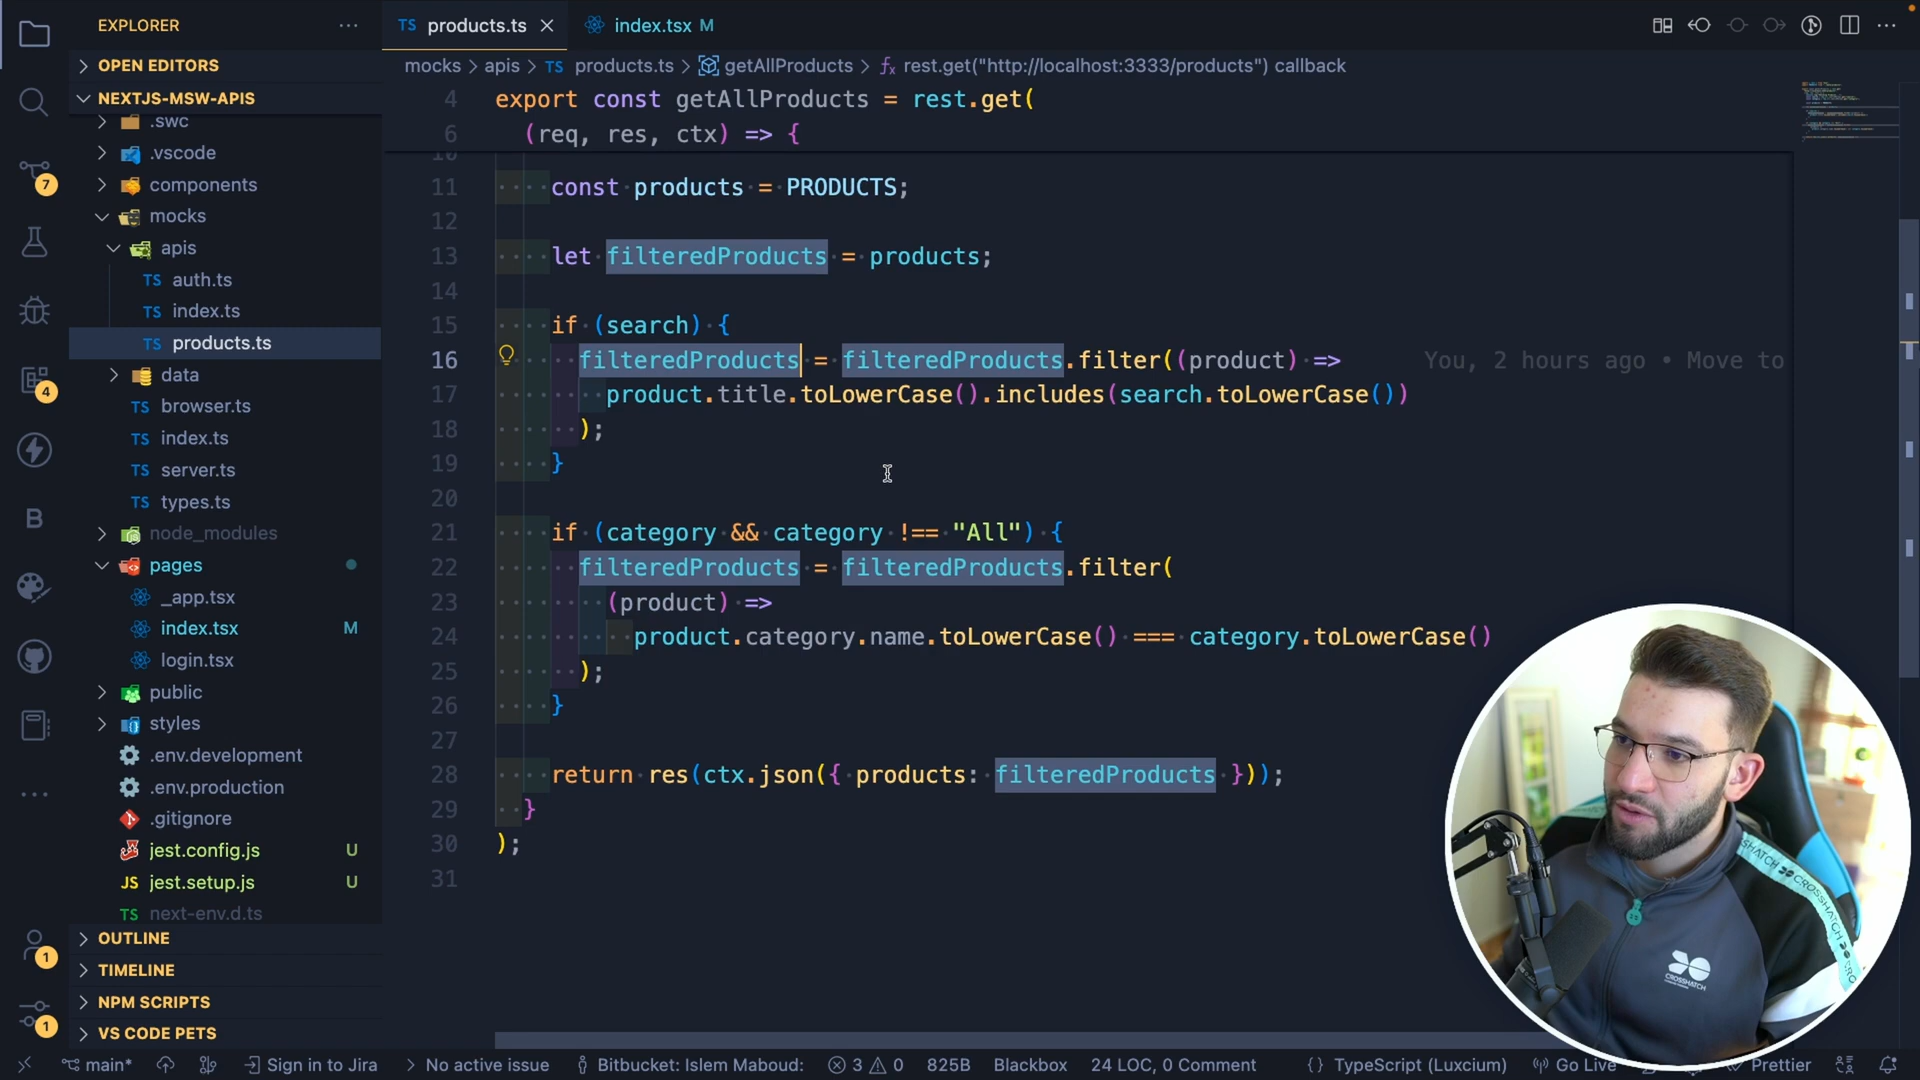 EXPLORER
TS products.ts
index.tsx M
OPEN EDITORS
mocks > apis > TS products.ts > getAllProducts > rest.get("http://localhost:3333/products") callback
NEXTJS-MSW-APIS
4 export const getAllProducts = rest.get(
.swc
6 (req, res, ctx) => {
.vscode
10
7
components
11 const products = PRODUCTS;
mocks
12
apis
13 let filteredProducts = products;
TS auth.ts
14
TS index.ts
15 if (search) {
TS products.ts
16 filteredProducts = filteredProducts.filter((product) => You, 2 hours ago • Move to
4
data
17 product.title.toLowerCase().includes(search.toLowerCase())
TS browser.ts
18 );
TS index.ts
19 }
TS server.ts
20
TS types.ts
21 if (category && category !== "All") {
B
node_modules
22 filteredProducts = filteredProducts.filter(
pages
23 (product) =>
_app.tsx
24 product.category.name.toLowerCase() === category.toLowerCase()
index.tsx M
25 );
login.tsx
26 }
public
27
styles
28 return res(ctx.json({ products: filteredProducts }));
.env.development
29 }
.env.production
30 );
.gitignore
31
jest.config.js U
JS jest.setup.js U
TS next-env.d.ts
OUTLINE
1
TIMELINE
NPM SCRIPTS
1
VS CODE PETS
CROSSHATCH
main* Sign in to Jira No active issue Bitbucket: Islem Maboud: 3 0 825B Blackbox 24 LOC, 0 Comment {} TypeScript (Luxcium) Go Live Prettier